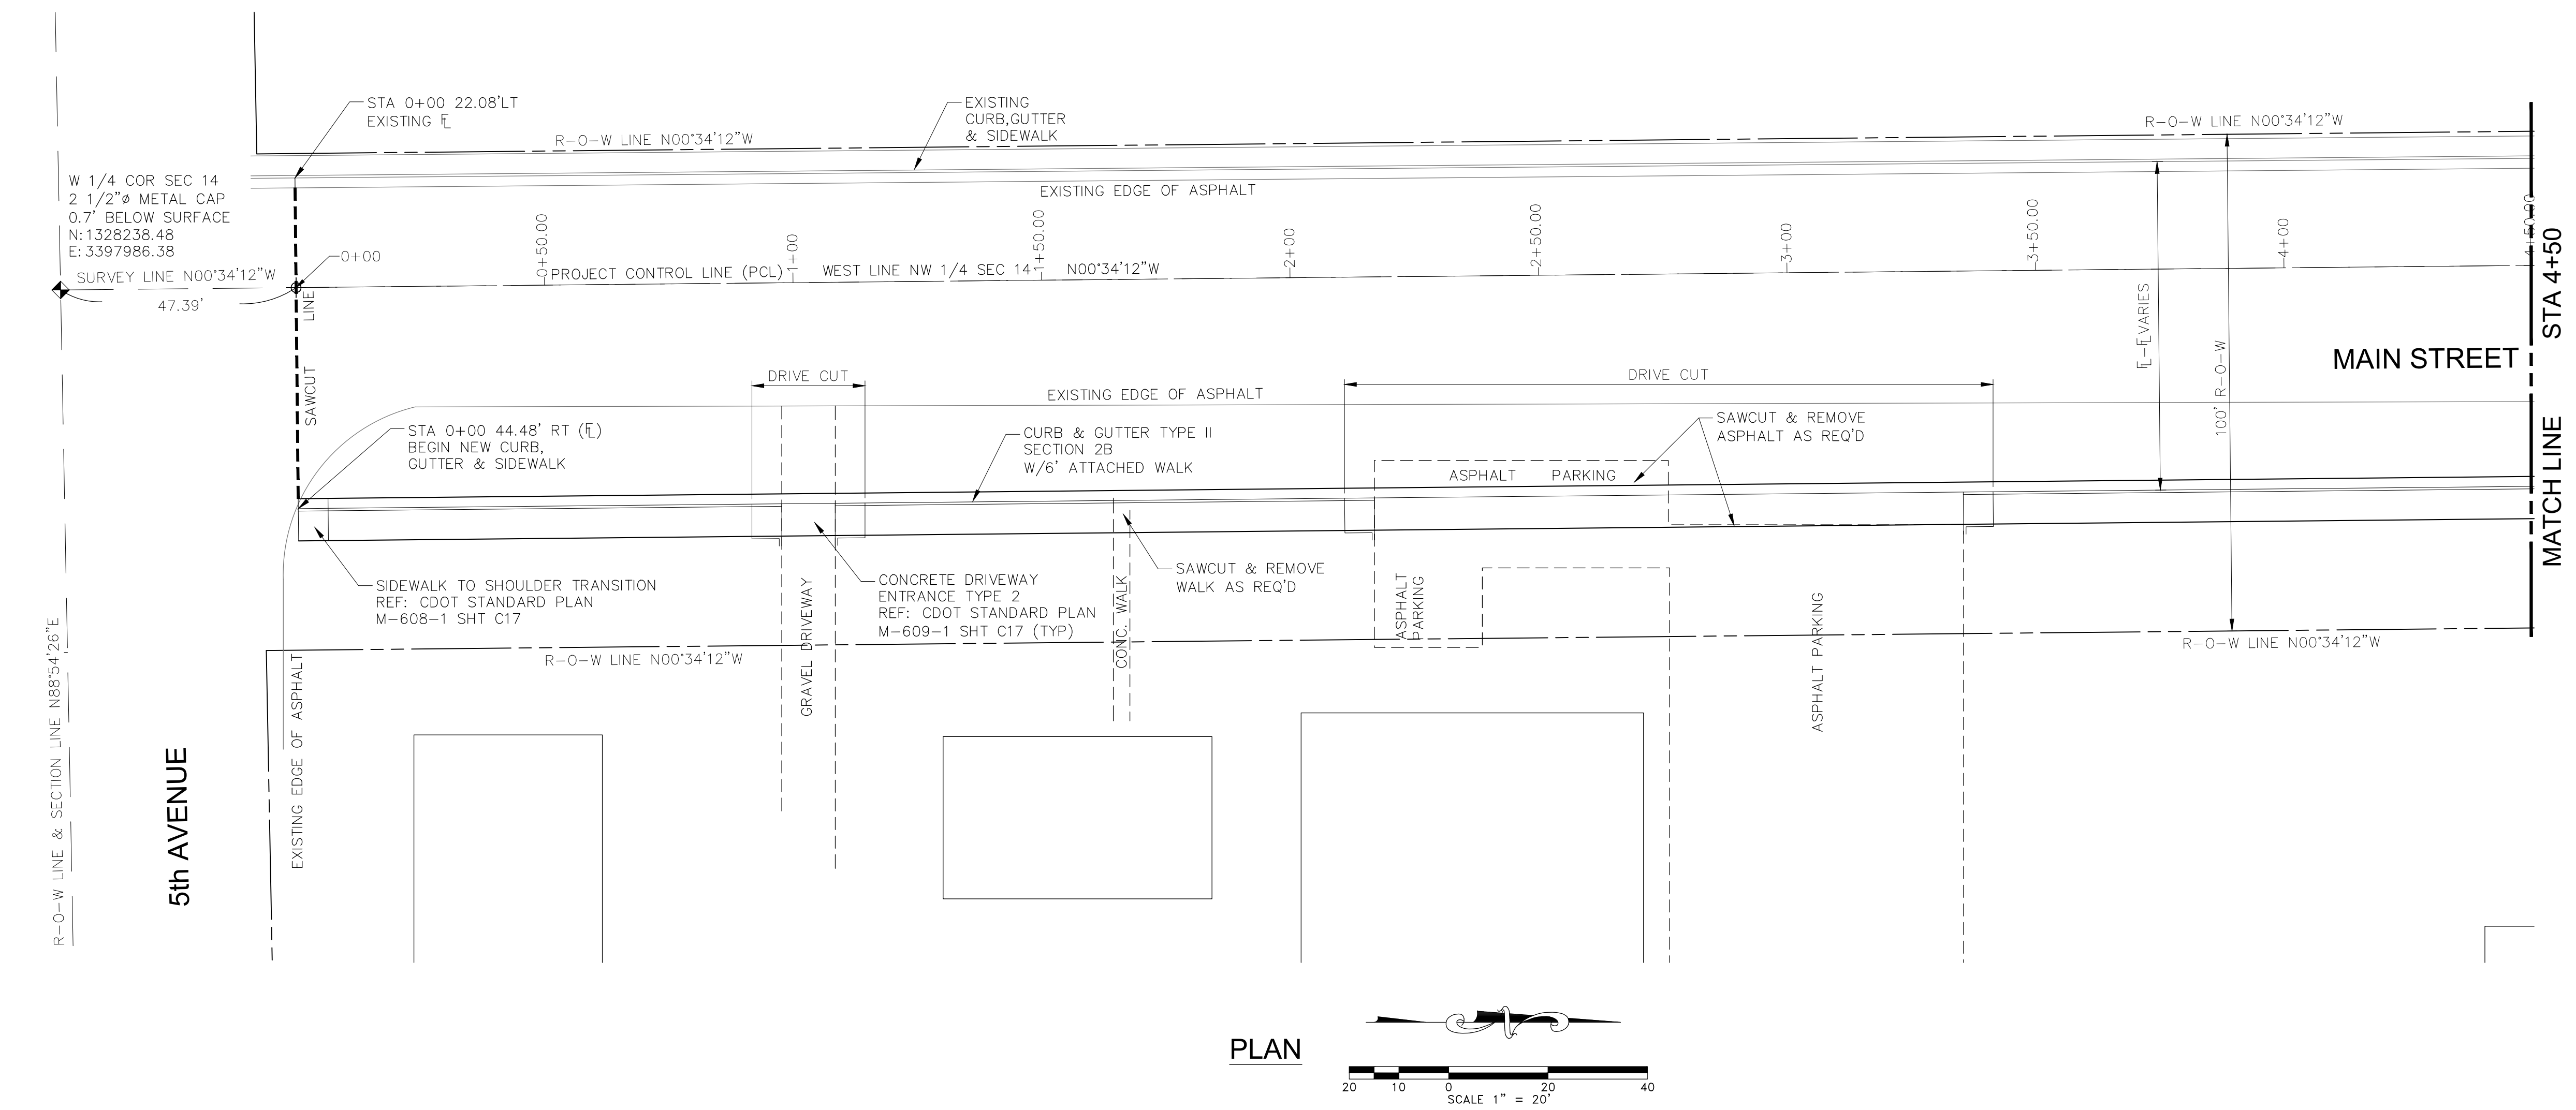 STA 0+00 22.08'LT
EXISTING FL
EXISTING
CURB,GUTTER
& SIDEWALK
R-O-W LINE N00°34'12"W
R-O-W LINE N00°34'12"W
W 1/4 COR SEC 14
2 1/2"Ø METAL CAP
0.7' BELOW SURFACE
N:1328238.48
E:3397986.38
EXISTING EDGE OF ASPHALT
SURVEY LINE N00°34'12"W
47.39'
0+00
0+50.00
1+00
1+50.00
2+00
2+50.00
3+00
3+50.00
4+00
4+50.00
PROJECT CONTROL LINE (PCL)
WEST LINE NW 1/4 SEC 14
N00°34'12"W
SAWCUT LINE
FL-FL VARIES
100' R-O-W
MAIN STREET
MATCH LINE STA 4+50
DRIVE CUT
DRIVE CUT
EXISTING EDGE OF ASPHALT
STA 0+00 44.48' RT (FL)
BEGIN NEW CURB,
GUTTER & SIDEWALK
CURB & GUTTER TYPE II
SECTION 2B
W/6' ATTACHED WALK
SAWCUT & REMOVE
ASPHALT AS REQ'D
ASPHALT PARKING
SIDEWALK TO SHOULDER TRANSITION
REF: CDOT STANDARD PLAN
M-608-1 SHT C17
CONCRETE DRIVEWAY
ENTRANCE TYPE 2
REF: CDOT STANDARD PLAN
M-609-1 SHT C17 (TYP)
SAWCUT & REMOVE
WALK AS REQ'D
GRAVEL DRIVEWAY
CONC. WALK
ASPHALT
PARKING
ASPHALT PARKING
R-O-W LINE N00°34'12"W
R-O-W LINE N00°34'12"W
R-O-W LINE & SECTION LINE N88°54'26"E
5th AVENUE
EXISTING EDGE OF ASPHALT
PLAN
20 10 0 20 40
SCALE 1" = 20'